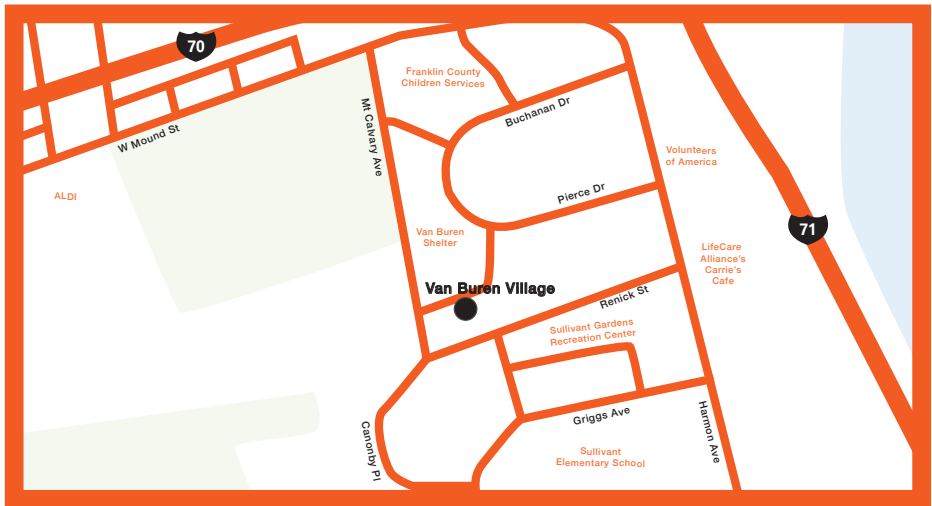 70
Franklin County
Children Services
Buchanan Dr
W Mound St
Mt Calvary Ave
Volunteers
of America
ALDI
Pierce Dr
Van Buren
Shelter
71
LifeCare
Alliance's
Carrie's
Cafe
Van Buren Village
Renick St
Sullivant Gardens
Recreation Center
Griggs Ave
Harmon Ave
Canonby Pl
Sullivant
Elementary School